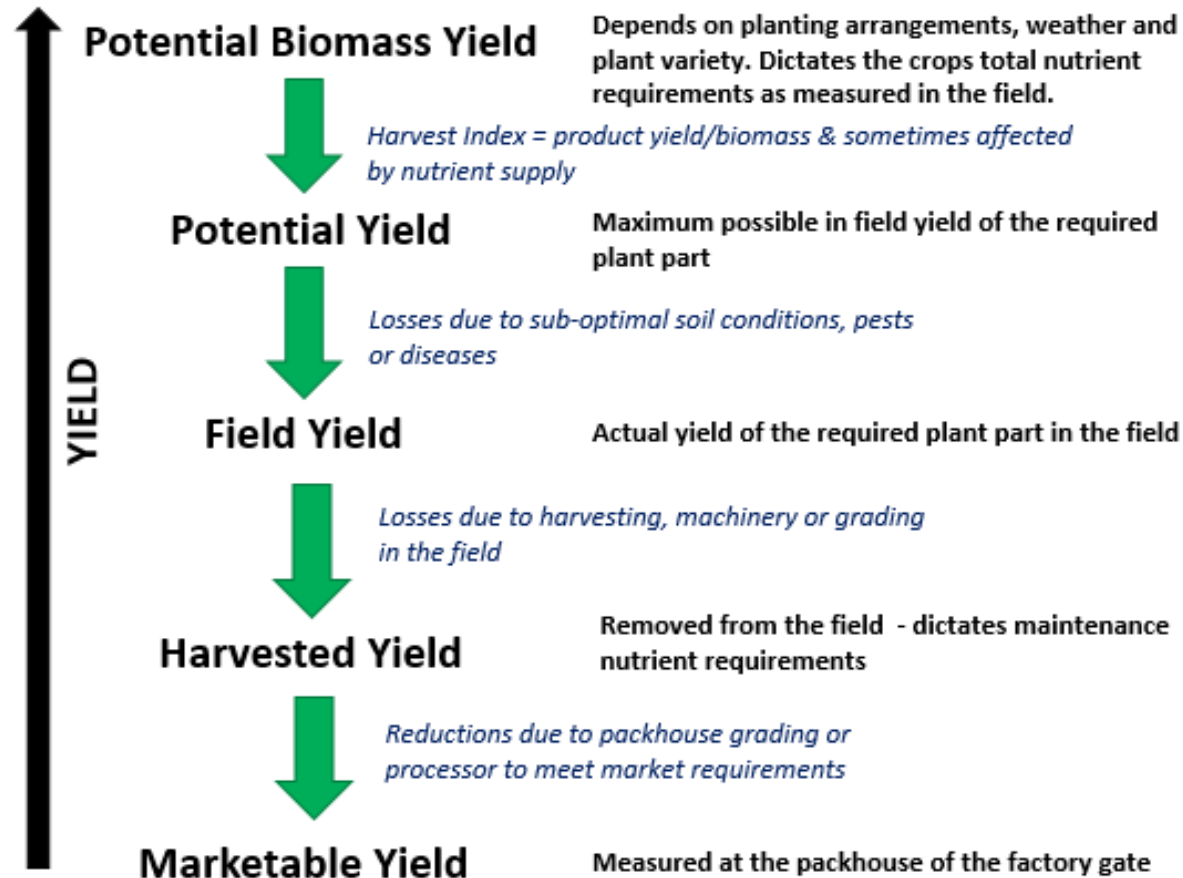 Potential Biomass Yield
Depends on planting arrangements, weather and
plant variety. Dictates the crops total nutrient
requirements as measured in the field.
Harvest Index = product yield/biomass & sometimes affected
by nutrient supply
Potential Yield
Maximum possible in field yield of the required
plant part
Losses due to sub-optimal soil conditions, pests
or diseases
YIELD
Field Yield
Actual yield of the required plant part in the field
Losses due to harvesting, machinery or grading
in the field
Harvested Yield
Removed from the field - dictates maintenance
nutrient requirements
Reductions due to packhouse grading or
processor to meet market requirements
Marketable Yield
Measured at the packhouse of the factory gate